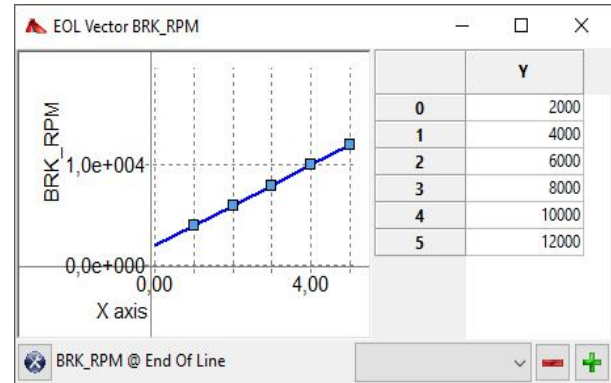 EOL Vector BRK_RPM
BRK_RPM
1,0e+004
0,0e+000
0,00 4,00
X axis
Y
0 2000
1 4000
2 6000
3 8000
4 10000
5 12000
BRK_RPM @ End Of Line